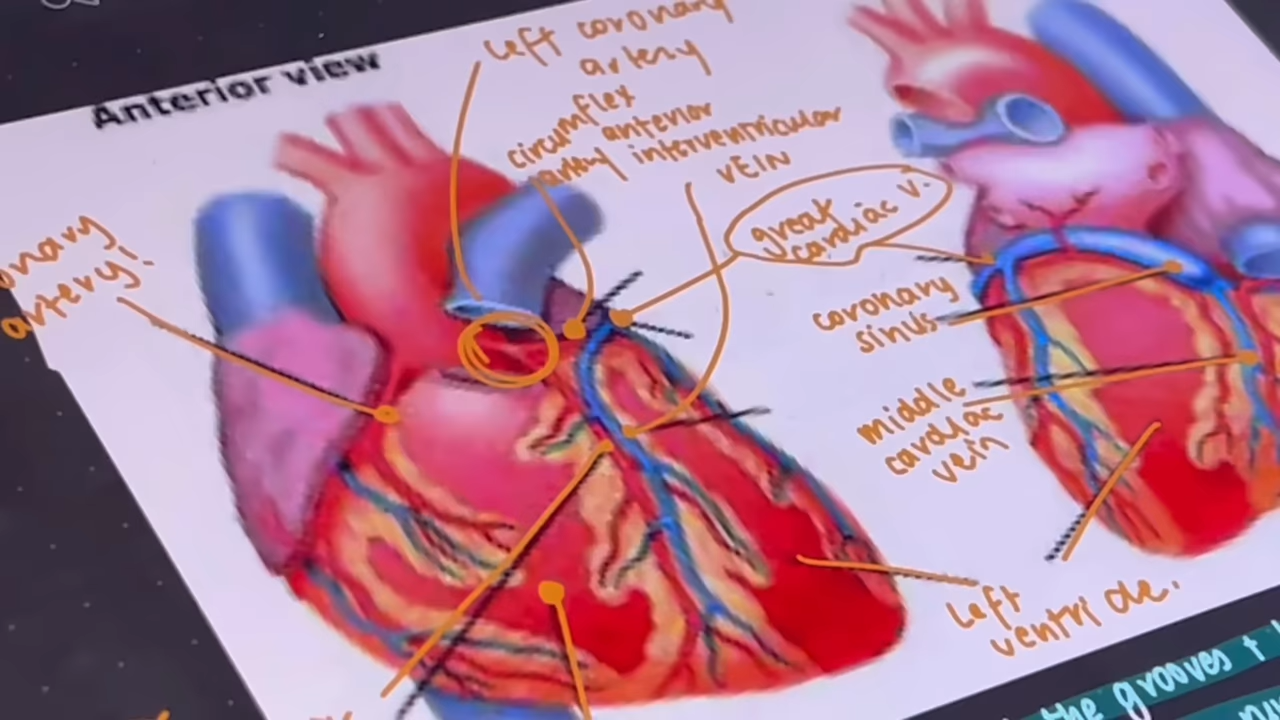 Anterior view
left coronary
artery
circumflex
artery
anterior
interventricular
vein
great
cardiac v.
onary
artery!
coronary
sinus
middle
cardiac
vein
left
ventricle.
the grooves +